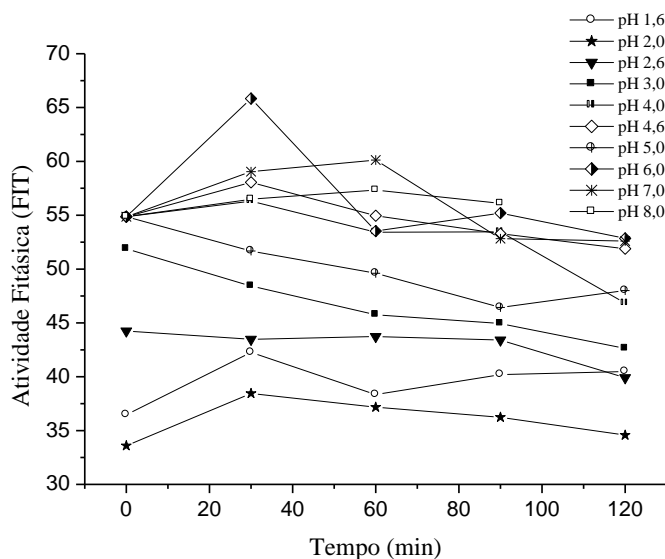 pH 1,6
pH 2,0
pH 2,6
pH 3,0
pH 4,0
pH 4,6
pH 5,0
pH 6,0
pH 7,0
pH 8,0
Atividade Fitásica (FIT)
70
65
60
55
50
45
40
35
30
0 20 40 60 80 100 120
Tempo (min)